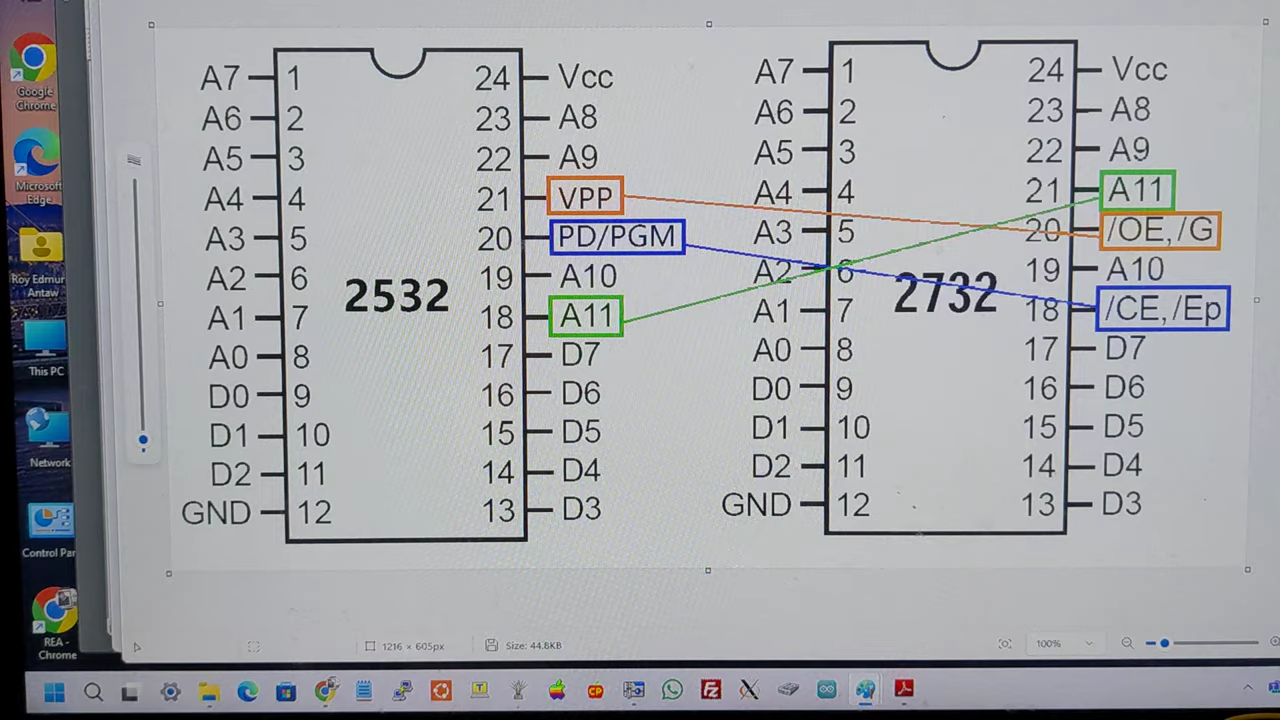 Google
Chrome
Microsoft
Edge
Roy Edmur
Antaw
This PC
Network
Control Par
REA -
Chrome
A7 1 24 Vcc
A6 2 23 A8
A5 3 22 A9
A4 4 21 VPP
A3 5 20 PD/PGM
A2 6 19 A10
A1 7 18 A11
A0 8 17 D7
D0 9 16 D6
D1 10 15 D5
D2 11 14 D4
GND 12 13 D3
2532
A7 1 24 Vcc
A6 2 23 A8
A5 3 22 A9
A4 4 21 A11
A3 5 20 /OE,/G
A2 6 19 A10
A1 7 18 /CE,/Ep
A0 8 17 D7
D0 9 16 D6
D1 10 15 D5
D2 11 14 D4
GND 12 13 D3
2732
1216 × 605px
Size: 44.8KB
100%
T
CP
FZ
X